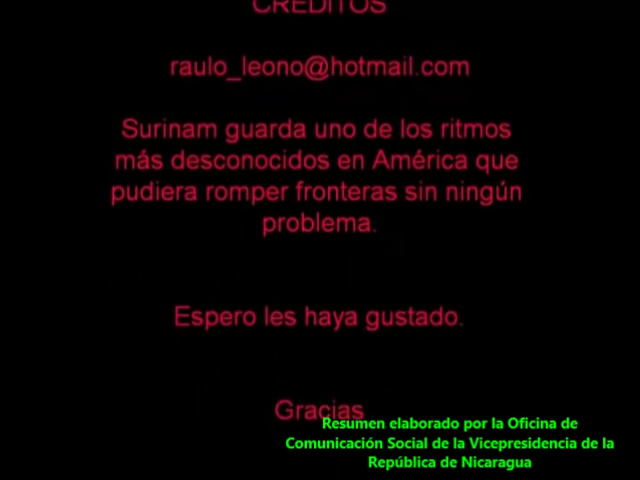 CREDITOS
raulo_leono@hotmail.com
Surinam guarda uno de los ritmos
más desconocidos en América que
pudiera romper fronteras sin ningún
problema.
Espero les haya gustado.
Gracias
Resumen elaborado por la Oficina de
Comunicación Social de la Vicepresidencia de la
República de Nicaragua